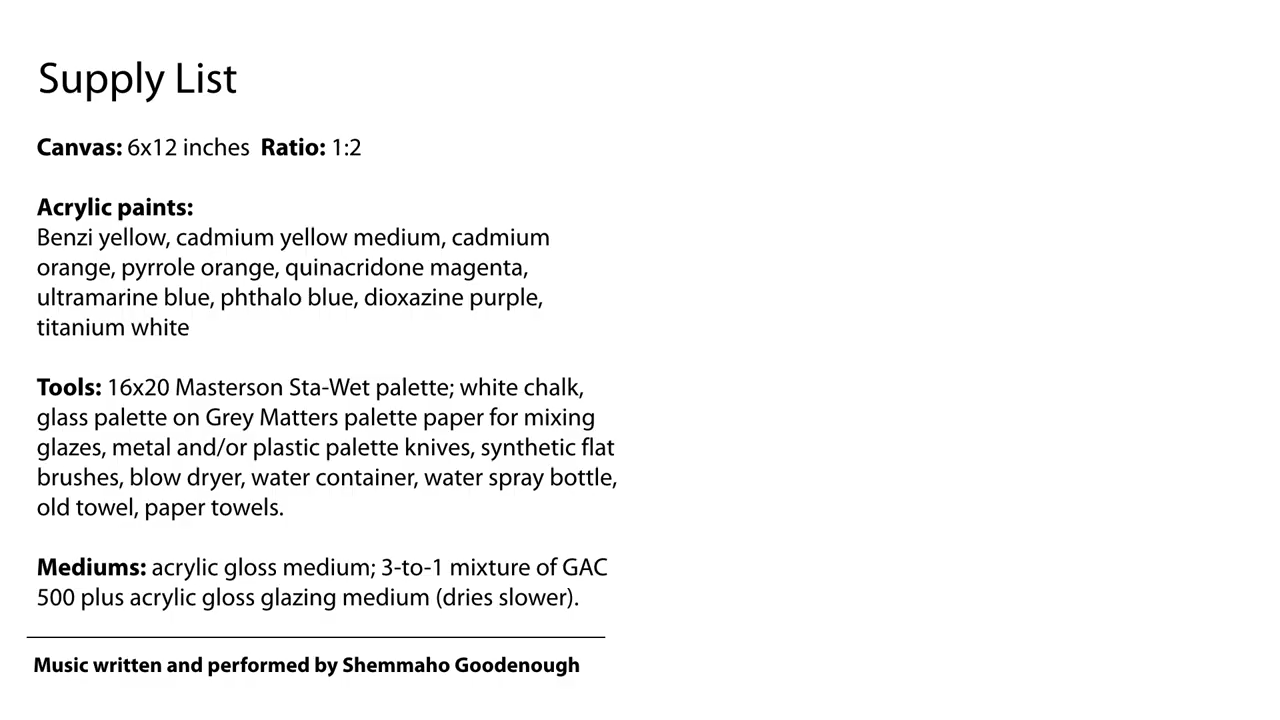 Supply List
Canvas: 6x12 inches  Ratio: 1:2
Acrylic paints:
Benzi yellow, cadmium yellow medium, cadmium
orange, pyrrole orange, quinacridone magenta,
ultramarine blue, phthalo blue, dioxazine purple,
titanium white
Tools: 16x20 Masterson Sta-Wet palette; white chalk,
glass palette on Grey Matters palette paper for mixing
glazes, metal and/or plastic palette knives, synthetic flat
brushes, blow dryer, water container, water spray bottle,
old towel, paper towels.
Mediums: acrylic gloss medium; 3-to-1 mixture of GAC
500 plus acrylic gloss glazing medium (dries slower).
Music written and performed by Shemmaho Goodenough